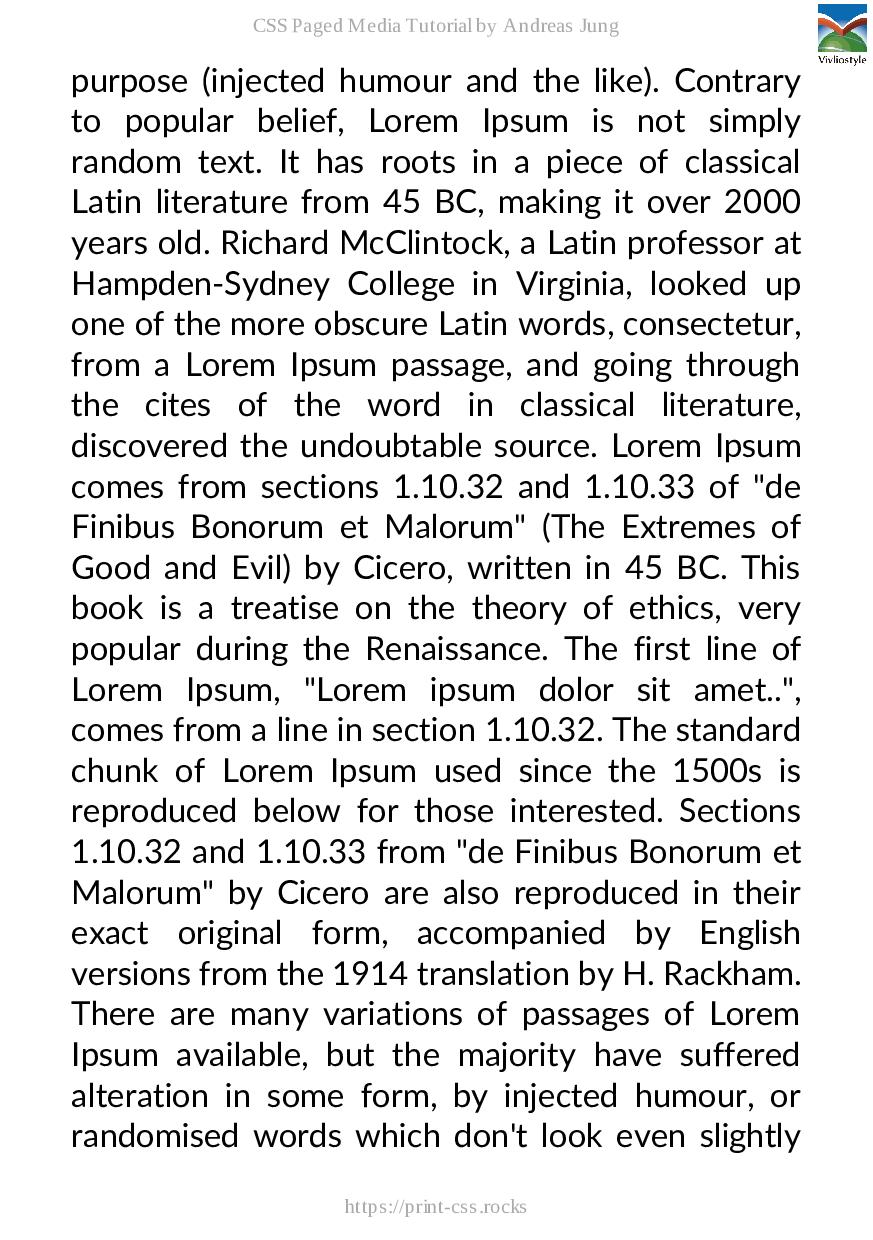 CSS Paged Media Tutorial by Andreas Jung
Vivliostyle
purpose (injected humour and the like). Contrary
to popular belief, Lorem Ipsum is not simply
random text. It has roots in a piece of classical
Latin literature from 45 BC, making it over 2000
years old. Richard McClintock, a Latin professor at
Hampden-Sydney College in Virginia, looked up
one of the more obscure Latin words, consectetur,
from a Lorem Ipsum passage, and going through
the cites of the word in classical literature,
discovered the undoubtable source. Lorem Ipsum
comes from sections 1.10.32 and 1.10.33 of "de
Finibus Bonorum et Malorum" (The Extremes of
Good and Evil) by Cicero, written in 45 BC. This
book is a treatise on the theory of ethics, very
popular during the Renaissance. The first line of
Lorem Ipsum, "Lorem ipsum dolor sit amet..",
comes from a line in section 1.10.32. The standard
chunk of Lorem Ipsum used since the 1500s is
reproduced below for those interested. Sections
1.10.32 and 1.10.33 from "de Finibus Bonorum et
Malorum" by Cicero are also reproduced in their
exact original form, accompanied by English
versions from the 1914 translation by H. Rackham.
There are many variations of passages of Lorem
Ipsum available, but the majority have suffered
alteration in some form, by injected humour, or
randomised words which don't look even slightly
https://print-css.rocks